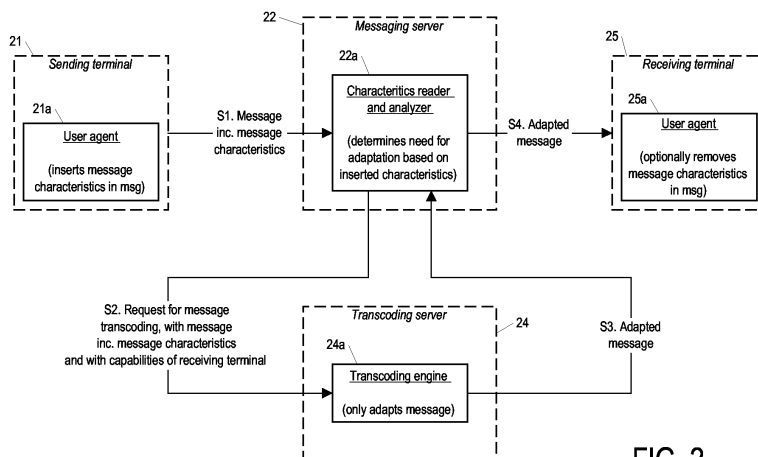 22
Messaging server
21
Sending terminal
25
Receiving terminal
22a
Characteritics reader
and analyzer
(determines need for
adaptation based on
inserted characteristics)
21a
User agent
(inserts message
characteristics in msg)
S1. Message
inc. message
characteristics
S4. Adapted
message
25a
User agent
(optionally removes
message characteristics
in msg)
S2. Request for message
transcoding, with message
inc. message characteristics
and with capabilities of receiving terminal
Transcoding server
24
24a
Transcoding engine
(only adapts message)
S3. Adapted
message
FIG. 2